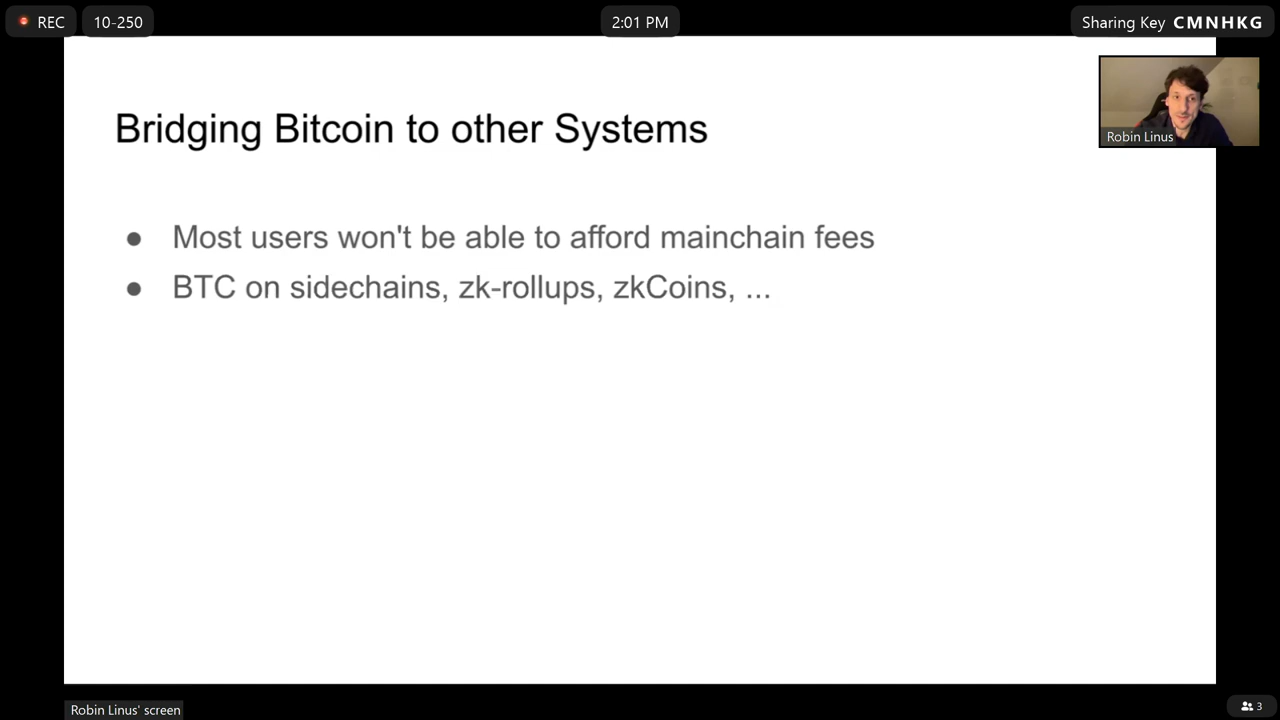 REC
10-250
2:01 PM
Sharing Key CMNHKG
Bridging Bitcoin to other Systems
Robin Linus
● Most users won't be able to afford mainchain fees
● BTC on sidechains, zk-rollups, zkCoins, ...
Robin Linus' screen
3